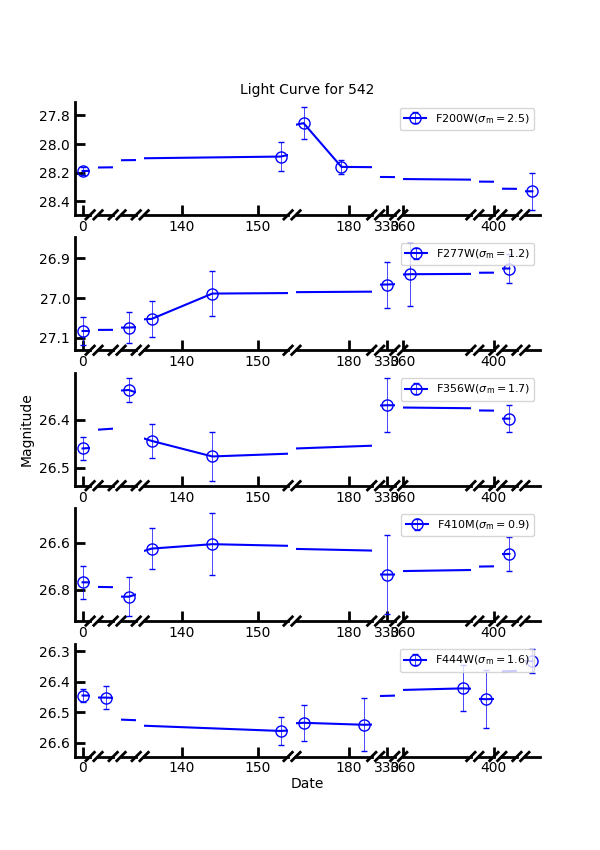 Light Curve for 542
27.8
28.0
28.2
28.4
F200W(σm = 2.5)
0 140 150 180 330 360 400
26.9
27.0
27.1
F277W(σm = 1.2)
0 140 150 180 330 360 400
Magnitude
26.4
26.5
F356W(σm = 1.7)
0 140 150 180 330 360 400
26.6
26.8
F410M(σm = 0.9)
0 140 150 180 330 360 400
26.3
26.4
26.5
26.6
F444W(σm = 1.6)
0 140 150 180 330 360 400
Date